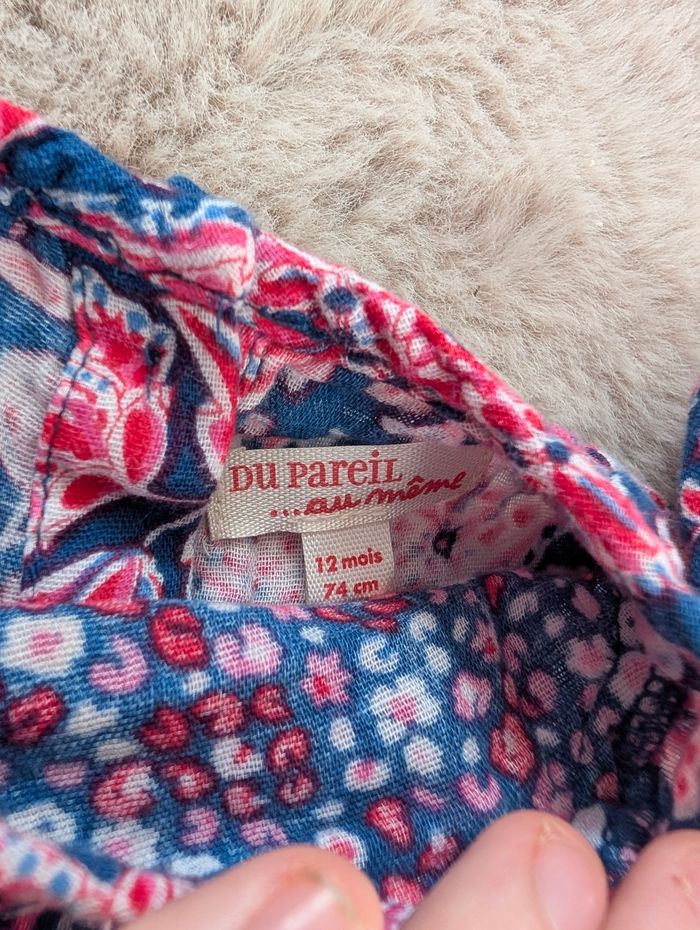 DU PAREIL
...au même
12 mois
74 cm